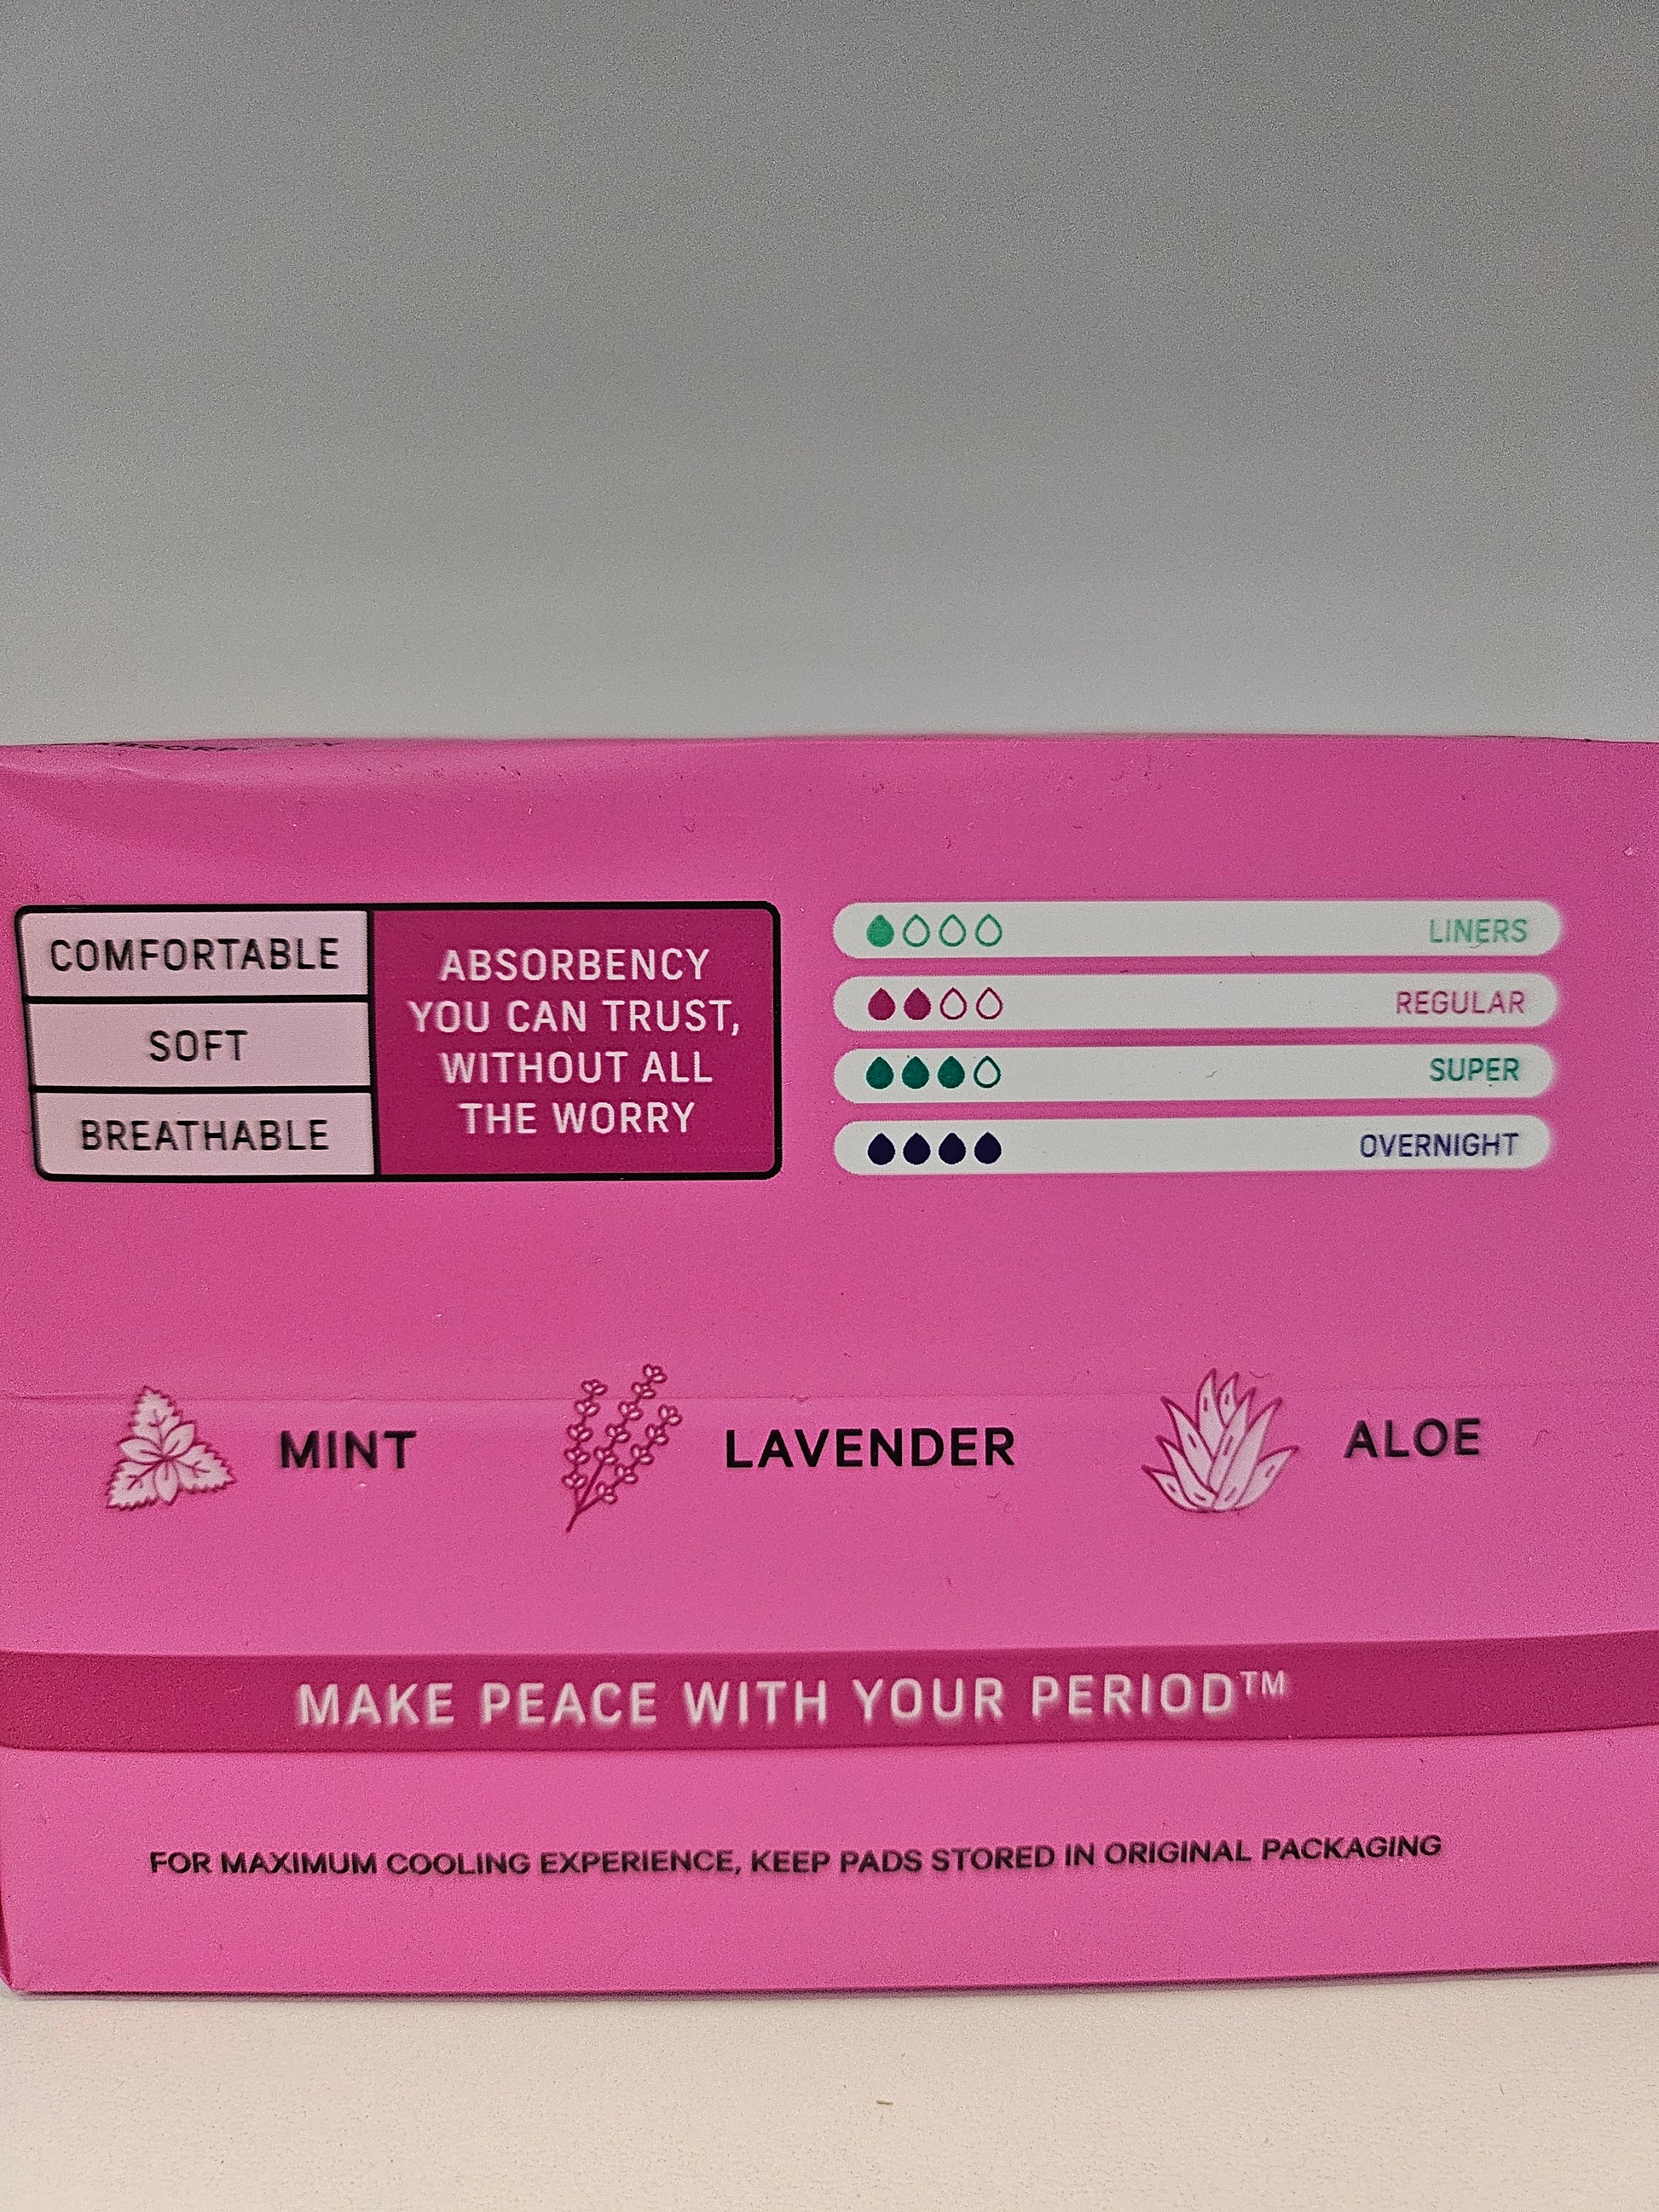 COMFORTABLE
SOFT
BREATHABLE
ABSORBENCY
YOU CAN TRUST,
WITHOUT ALL
THE WORRY
LINERS
REGULAR
SUPER
OVERNIGHT
MINT
LAVENDER
ALOE
MAKE PEACE WITH YOUR PERIOD™
FOR MAXIMUM COOLING EXPERIENCE, KEEP PADS STORED IN ORIGINAL PACKAGING